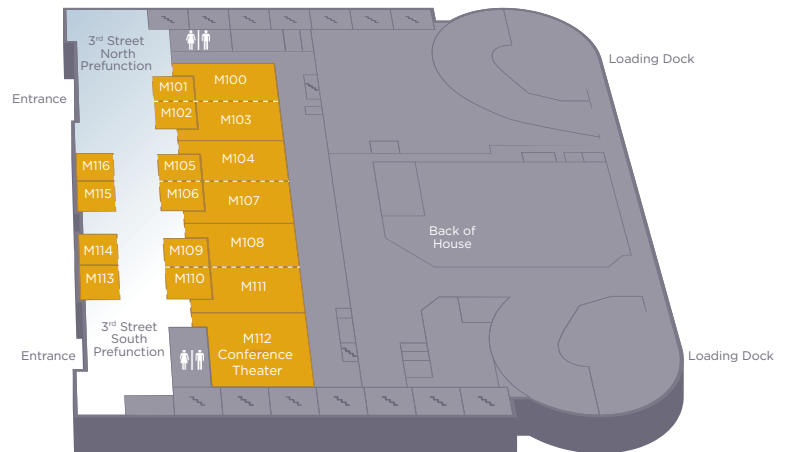 3rd Street
North
Prefunction
Loading Dock
Entrance
M100
M101
M102
M103
M104
M116
M105
M115
M106
M107
Back of
House
M108
M114
M109
M113
M110
M111
3rd Street
South
Prefunction
M112
Conference
Theater
Entrance
Loading Dock